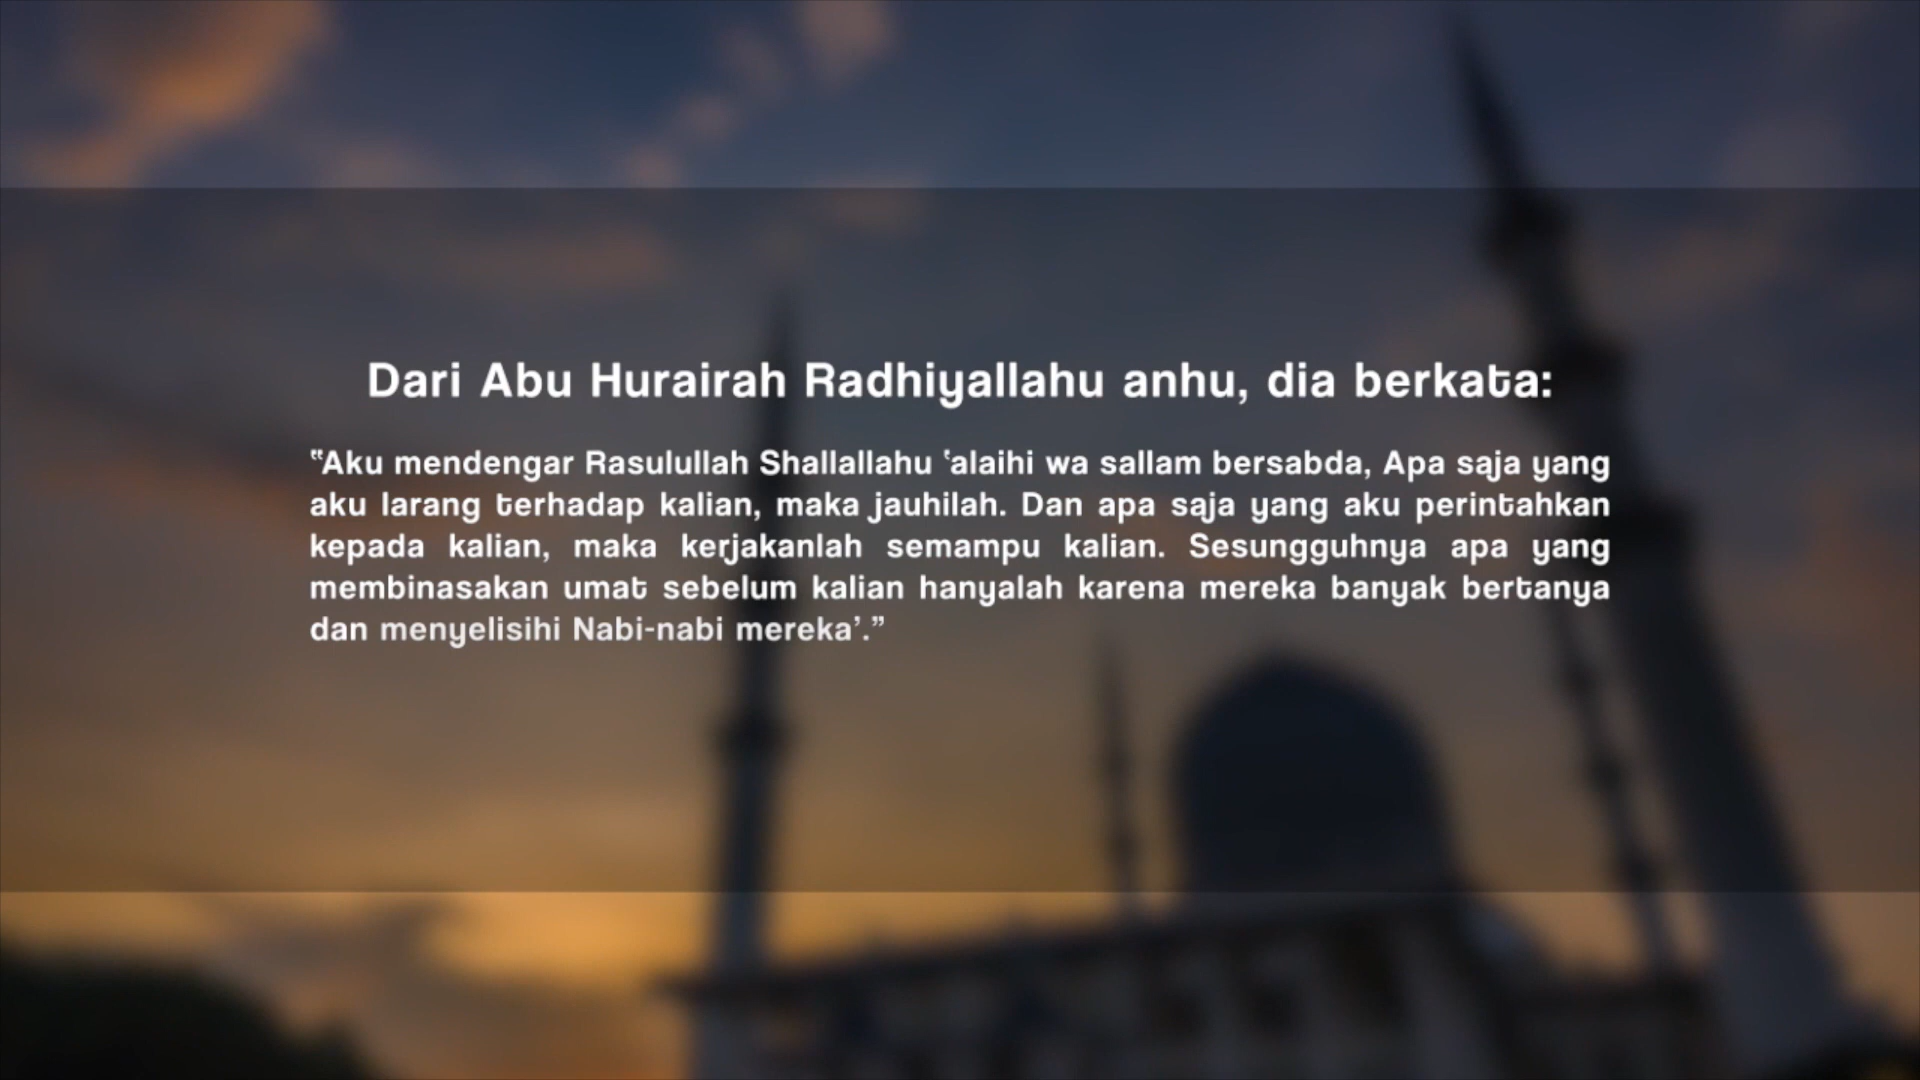 Dari Abu Hurairah Radhiyallahu anhu, dia berkata:
“Aku mendengar Rasulullah Shallallahu ‘alaihi wa sallam bersabda, Apa saja yang
aku larang terhadap kalian, maka jauhilah. Dan apa saja yang aku perintahkan
kepada kalian, maka kerjakanlah semampu kalian. Sesungguhnya apa yang
membinasakan umat sebelum kalian hanyalah karena mereka banyak bertanya
dan menyelisihi Nabi-nabi mereka’.”